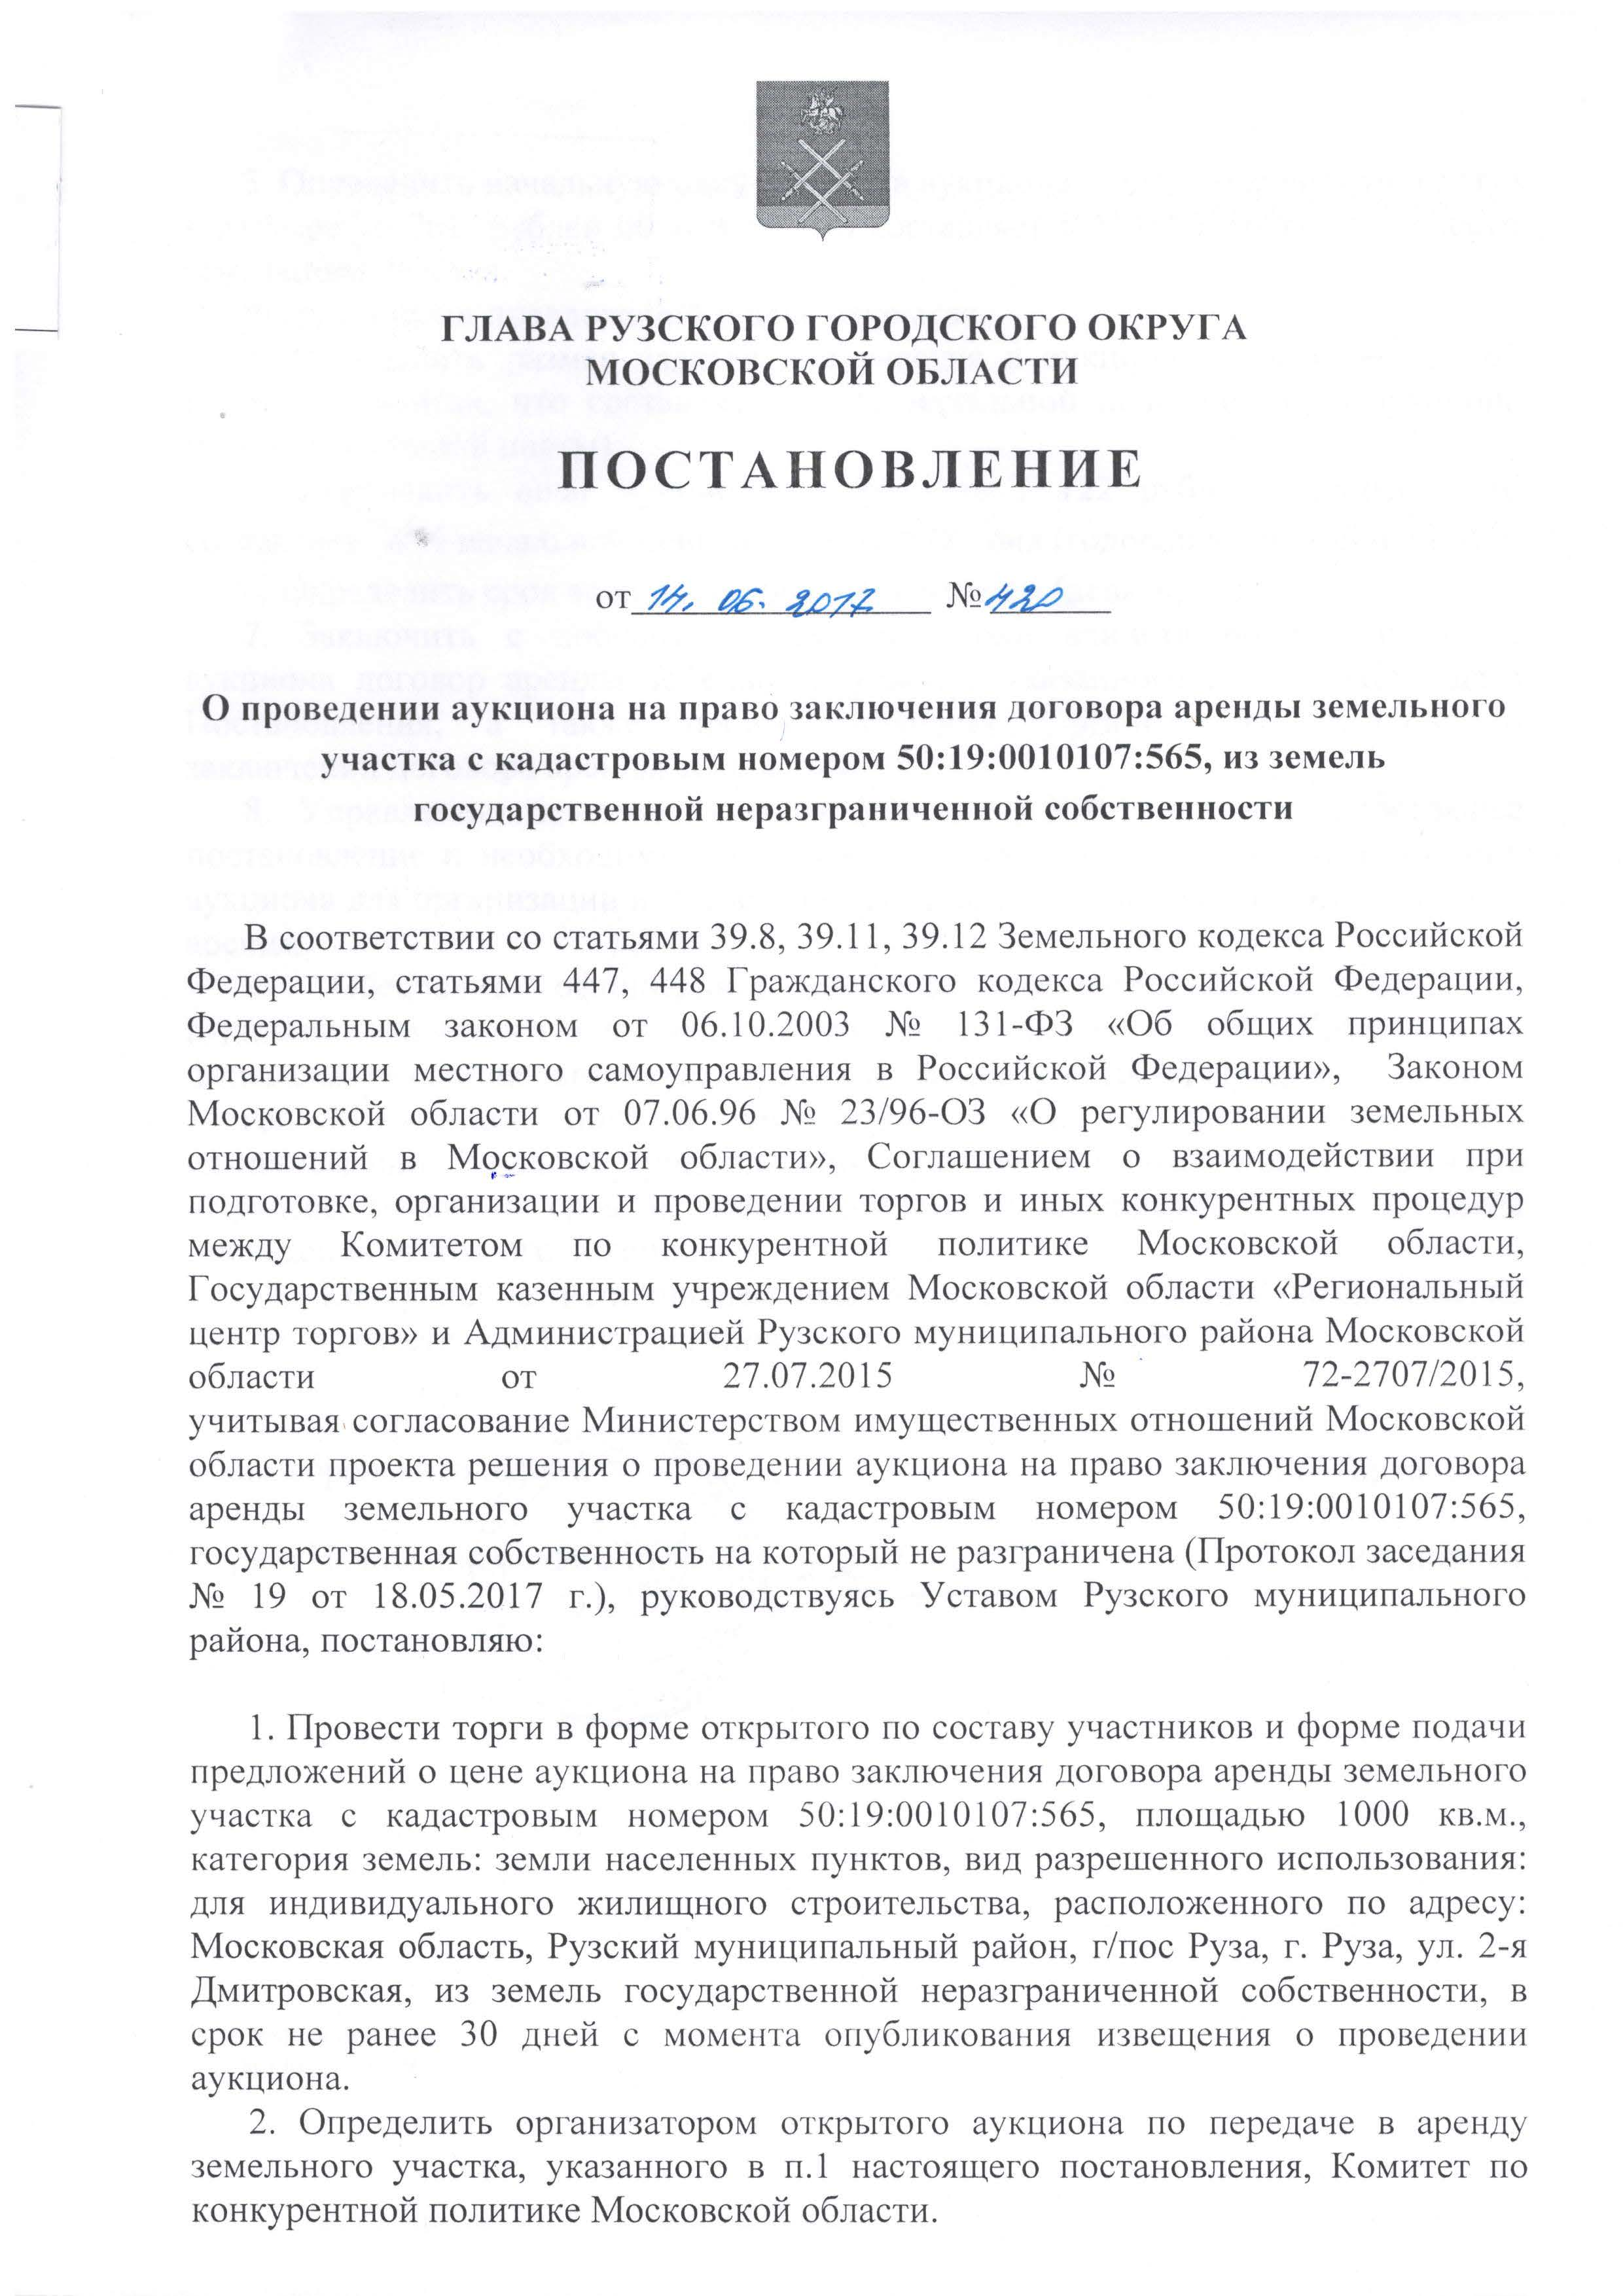 ГЛАВА РУЗСКОГО ГОРОДСКОГО ОКРУГА
МОСКОВСКОЙ ОБЛАСТИ
ПОСТАНОВЛЕНИЕ
от 14. 06. 2017 № 420
О проведении аукциона на право заключения договора аренды земельного
участка с кадастровым номером 50:19:0010107:565, из земель
государственной неразграниченной собственности
В соответствии со статьями 39.8, 39.11, 39.12 Земельного кодекса Российской
Федерации, статьями 447, 448 Гражданского кодекса Российской Федерации,
Федеральным законом от 06.10.2003 № 131-ФЗ «Об общих принципах
организации местного самоуправления в Российской Федерации», Законом
Московской области от 07.06.96 № 23/96-ОЗ «О регулировании земельных
отношений в Московской области», Соглашением о взаимодействии при
подготовке, организации и проведении торгов и иных конкурентных процедур
между Комитетом по конкурентной политике Московской области,
Государственным казенным учреждением Московской области «Региональный
центр торгов» и Администрацией Рузского муниципального района Московской
области от 27.07.2015 № 72-2707/2015,
учитывая согласование Министерством имущественных отношений Московской
области проекта решения о проведении аукциона на право заключения договора
аренды земельного участка с кадастровым номером 50:19:0010107:565,
государственная собственность на который не разграничена (Протокол заседания
№ 19 от 18.05.2017 г.), руководствуясь Уставом Рузского муниципального
района, постановляю:
1. Провести торги в форме открытого по составу участников и форме подачи
предложений о цене аукциона на право заключения договора аренды земельного
участка с кадастровым номером 50:19:0010107:565, площадью 1000 кв.м.,
категория земель: земли населенных пунктов, вид разрешенного использования:
для индивидуального жилищного строительства, расположенного по адресу:
Московская область, Рузский муниципальный район, г/пос Руза, г. Руза, ул. 2-я
Дмитровская, из земель государственной неразграниченной собственности, в
срок не ранее 30 дней с момента опубликования извещения о проведении
аукциона.
2. Определить организатором открытого аукциона по передаче в аренду
земельного участка, указанного в п.1 настоящего постановления, Комитет по
конкурентной политике Московской области.